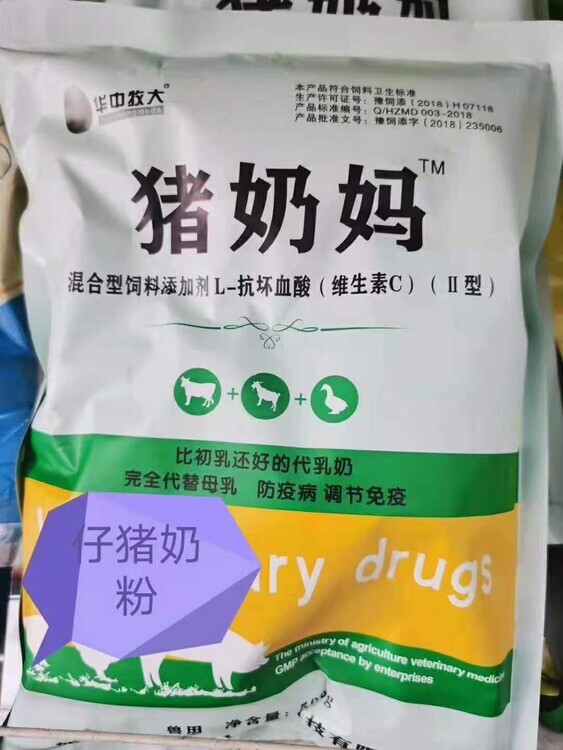 华中牧大®
本产品符合饲料卫生标准
生产许可证号：豫饲添（2018）H07118
产品标准编号：Q/HZMD 003-2018
产品批准文号：豫饲添字（2018）235006
猪奶妈™
混合型饲料添加剂L-抗坏血酸（维生素C）（Ⅱ型）
比初乳还好的代乳奶
完全代替母乳 防疫病 调节免疫
仔猪奶
粉
drugs
The ministry of agriculture veterinary medici
GMP acceptance by enterprises
兽用 净含量：